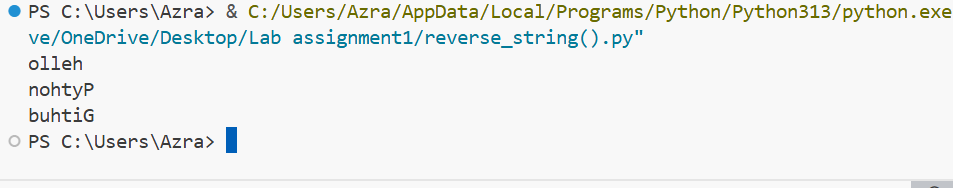 PS C:\Users\Azra> & C:/Users/Azra/AppData/Local/Programs/Python/Python313/python.exe
ve/OneDrive/Desktop/Lab assignment1/reverse_string().py"
olleh
nohtyP
buhtiG
PS C:\Users\Azra>